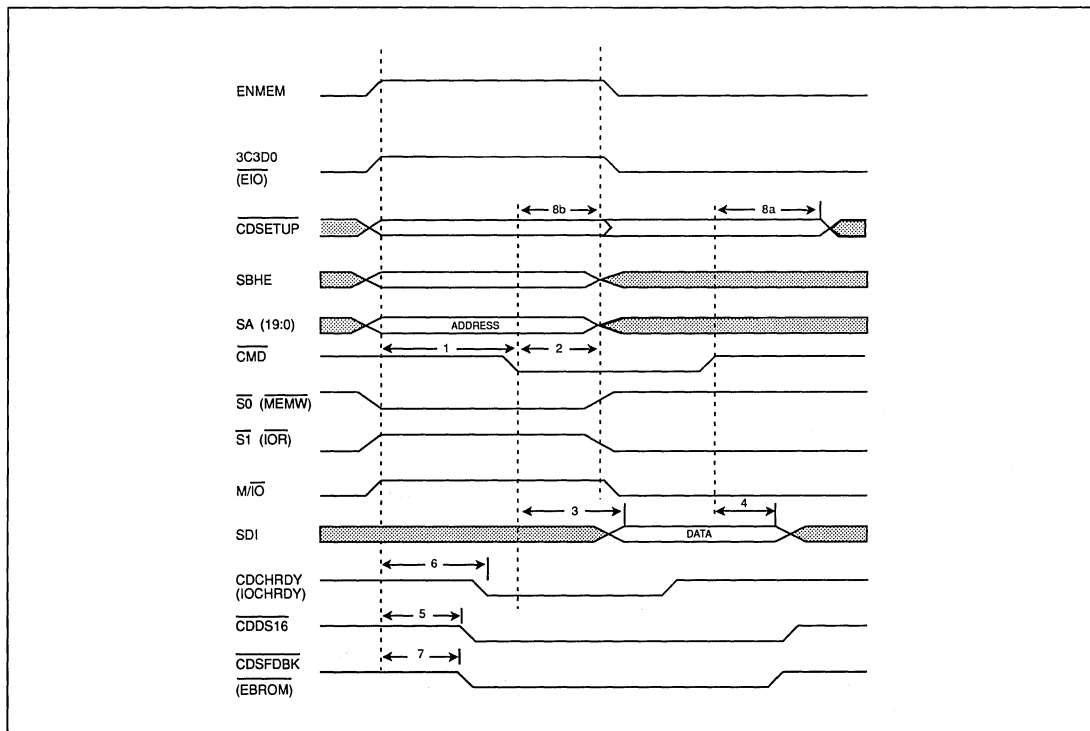 ENMEM
3C3D0
(EIO)
8b
8a
CDSETUP
SBHE
SA (19:0)
ADDRESS
1
2
CMD
S0 (MEMW)
S1 (IOR)
M/IO
3
4
SDI
DATA
6
CDCHRDY
(IOCHRDY)
5
CDDS16
7
CDSFDBK
(EBROM)